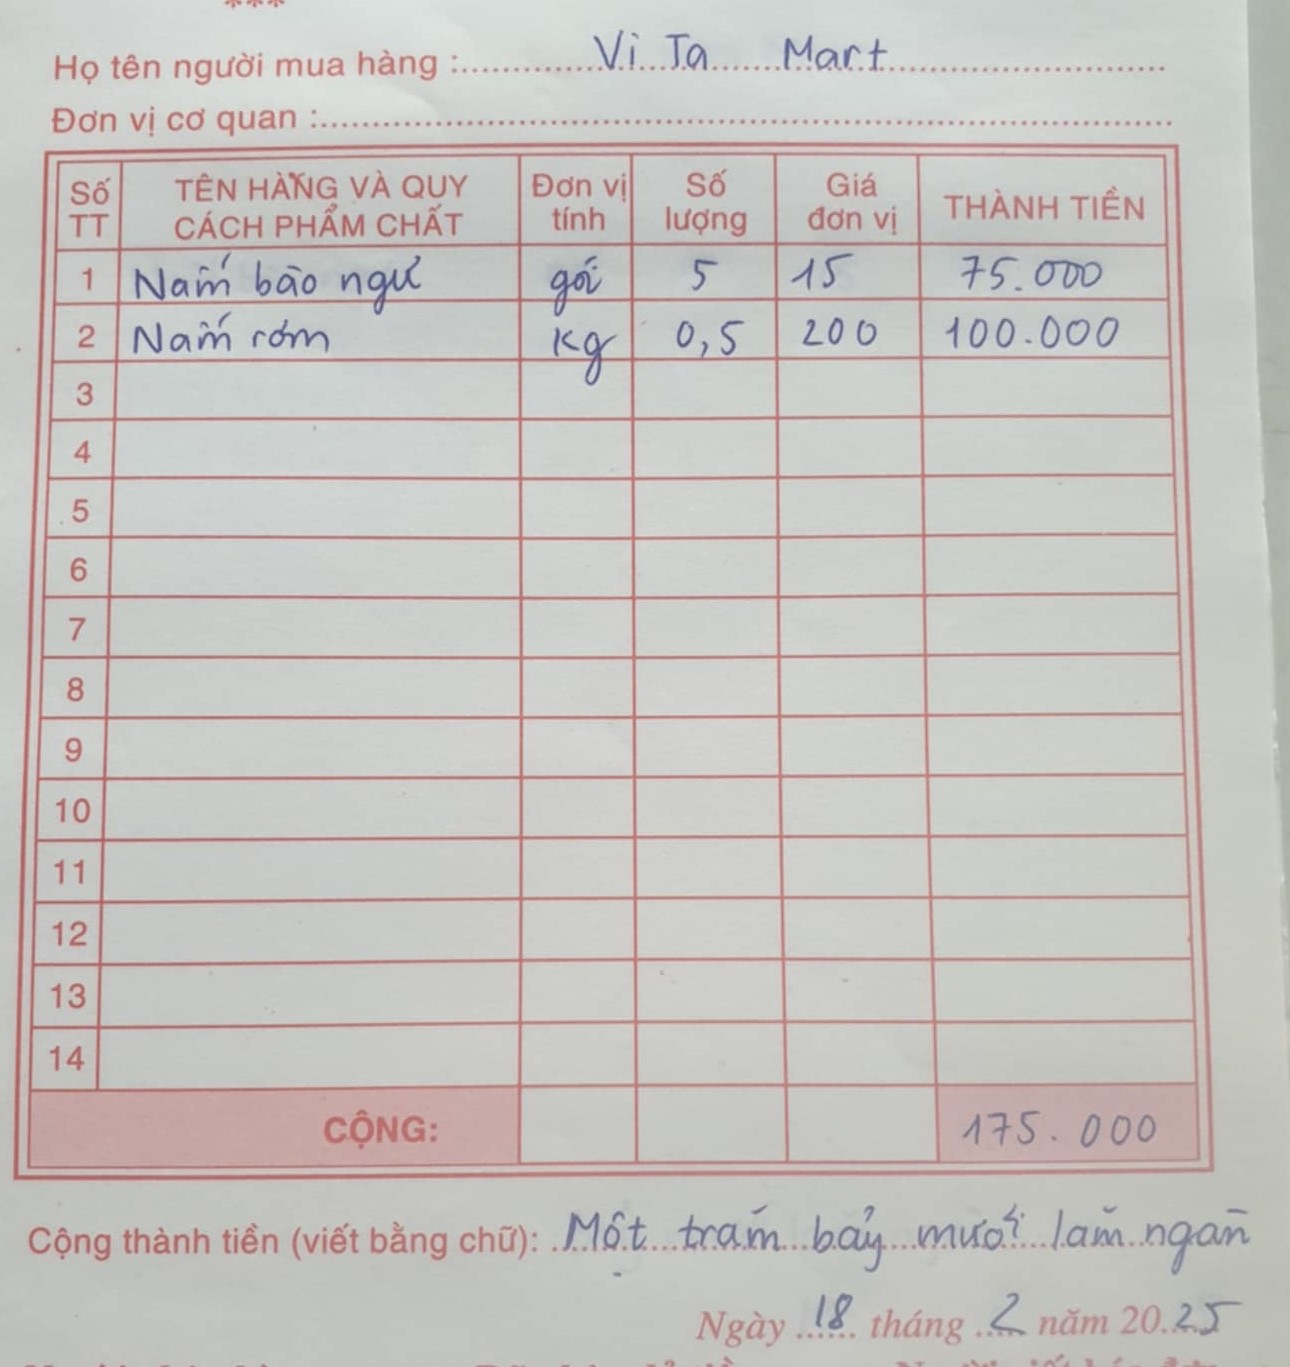 ***
Họ tên người mua hàng : Vi Ta Mart
Đơn vị cơ quan :
Số TT TÊN HÀNG VÀ QUY CÁCH PHẨM CHẤT Đơn vị tính Số lượng Giá đơn vị THÀNH TIỀN
1 Nấm bào ngư gói 5 15 75.000
2 Nấm rơm kg 0,5 200 100.000
3
4
5
6
7
8
9
10
11
12
13
14
CỘNG: 175.000
Cộng thành tiền (viết bằng chữ): Một trăm bảy mươi lăm ngàn
Ngày 18 tháng 2 năm 2025